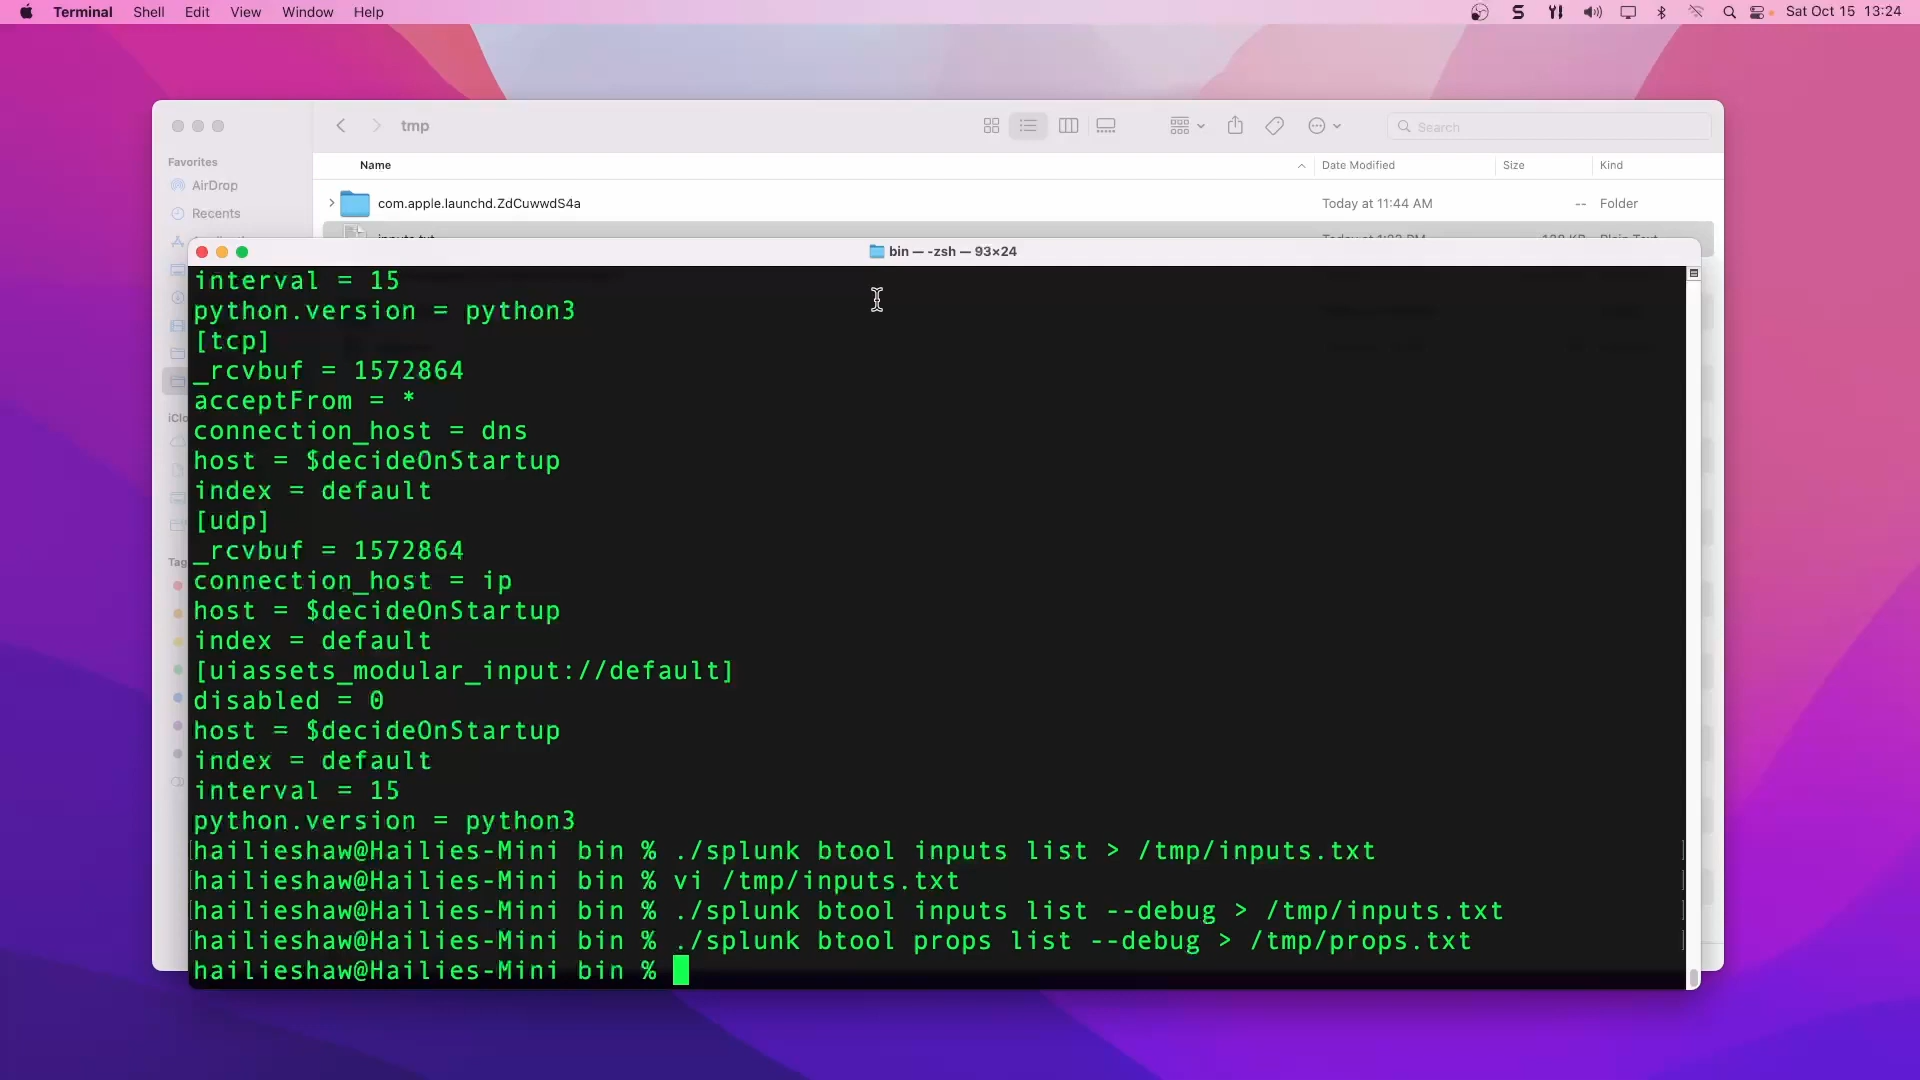 Terminal Shell Edit View Window Help S Sat Oct 15 13:24
tmp Search
Favorites
AirDrop
Recents
Name Date Modified Size Kind
com.apple.launchd.ZdCuwwdS4a Today at 11:44 AM -- Folder
bin — -zsh — 93×24
interval = 15
python.version = python3
[tcp]
_rcvbuf = 1572864
acceptFrom = *
connection_host = dns
host = $decideOnStartup
index = default
[udp]
_rcvbuf = 1572864
connection_host = ip
host = $decideOnStartup
index = default
[uiassets_modular_input://default]
disabled = 0
host = $decideOnStartup
index = default
interval = 15
python.version = python3
hailieshaw@Hailies-Mini bin % ./splunk btool inputs list > /tmp/inputs.txt
hailieshaw@Hailies-Mini bin % vi /tmp/inputs.txt
hailieshaw@Hailies-Mini bin % ./splunk btool inputs list --debug > /tmp/inputs.txt
hailieshaw@Hailies-Mini bin % ./splunk btool props list --debug > /tmp/props.txt
hailieshaw@Hailies-Mini bin %
iClo
Tag